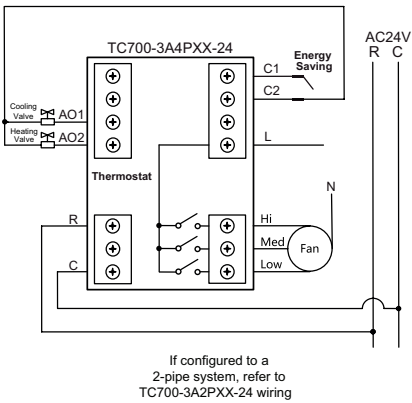 TC700-3A4PXX-24
AC24V
R C
Energy
Saving
C1
C2
Cooling
Valve
AO1
Heating
Valve
AO2
L
Thermostat
N
R
C
Hi
Med
Low
Fan
If configured to a
2-pipe system, refer to
TC700-3A2PXX-24 wiring